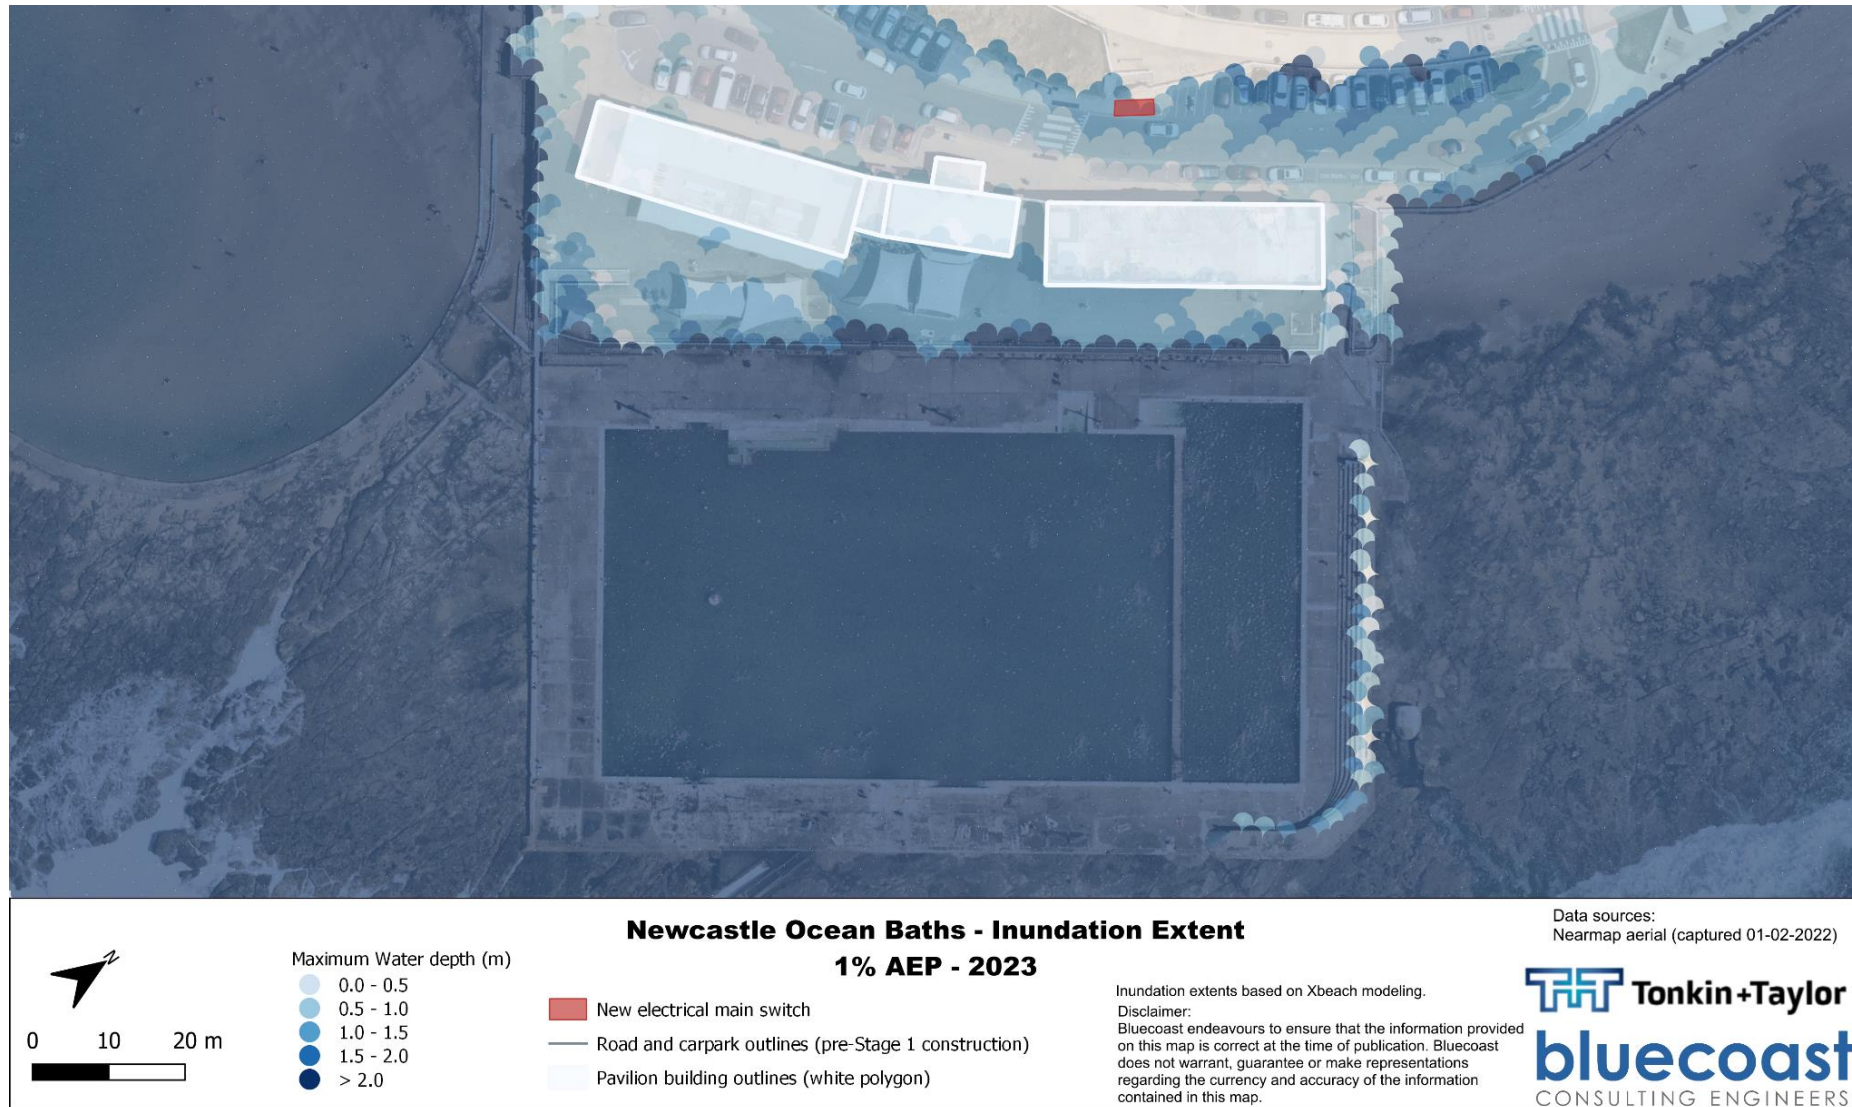 Newcastle Ocean Baths - Inundation Extent
1% AEP - 2023
Z
0 10 20 m
Maximum Water depth (m)
0.0 - 0.5
0.5 - 1.0
1.0 - 1.5
1.5 - 2.0
> 2.0
New electrical main switch
Road and carpark outlines (pre-Stage 1 construction)
Pavilion building outlines (white polygon)
Inundation extents based on Xbeach modeling.
Disclaimer:
Bluecoast endeavours to ensure that the information provided
on this map is correct at the time of publication. Bluecoast
does not warrant, guarantee or make representations
regarding the currency and accuracy of the information
contained in this map.
Data sources:
Nearmap aerial (captured 01-02-2022)
T+T Tonkin+Taylor
bluecoast
CONSULTING ENGINEERS